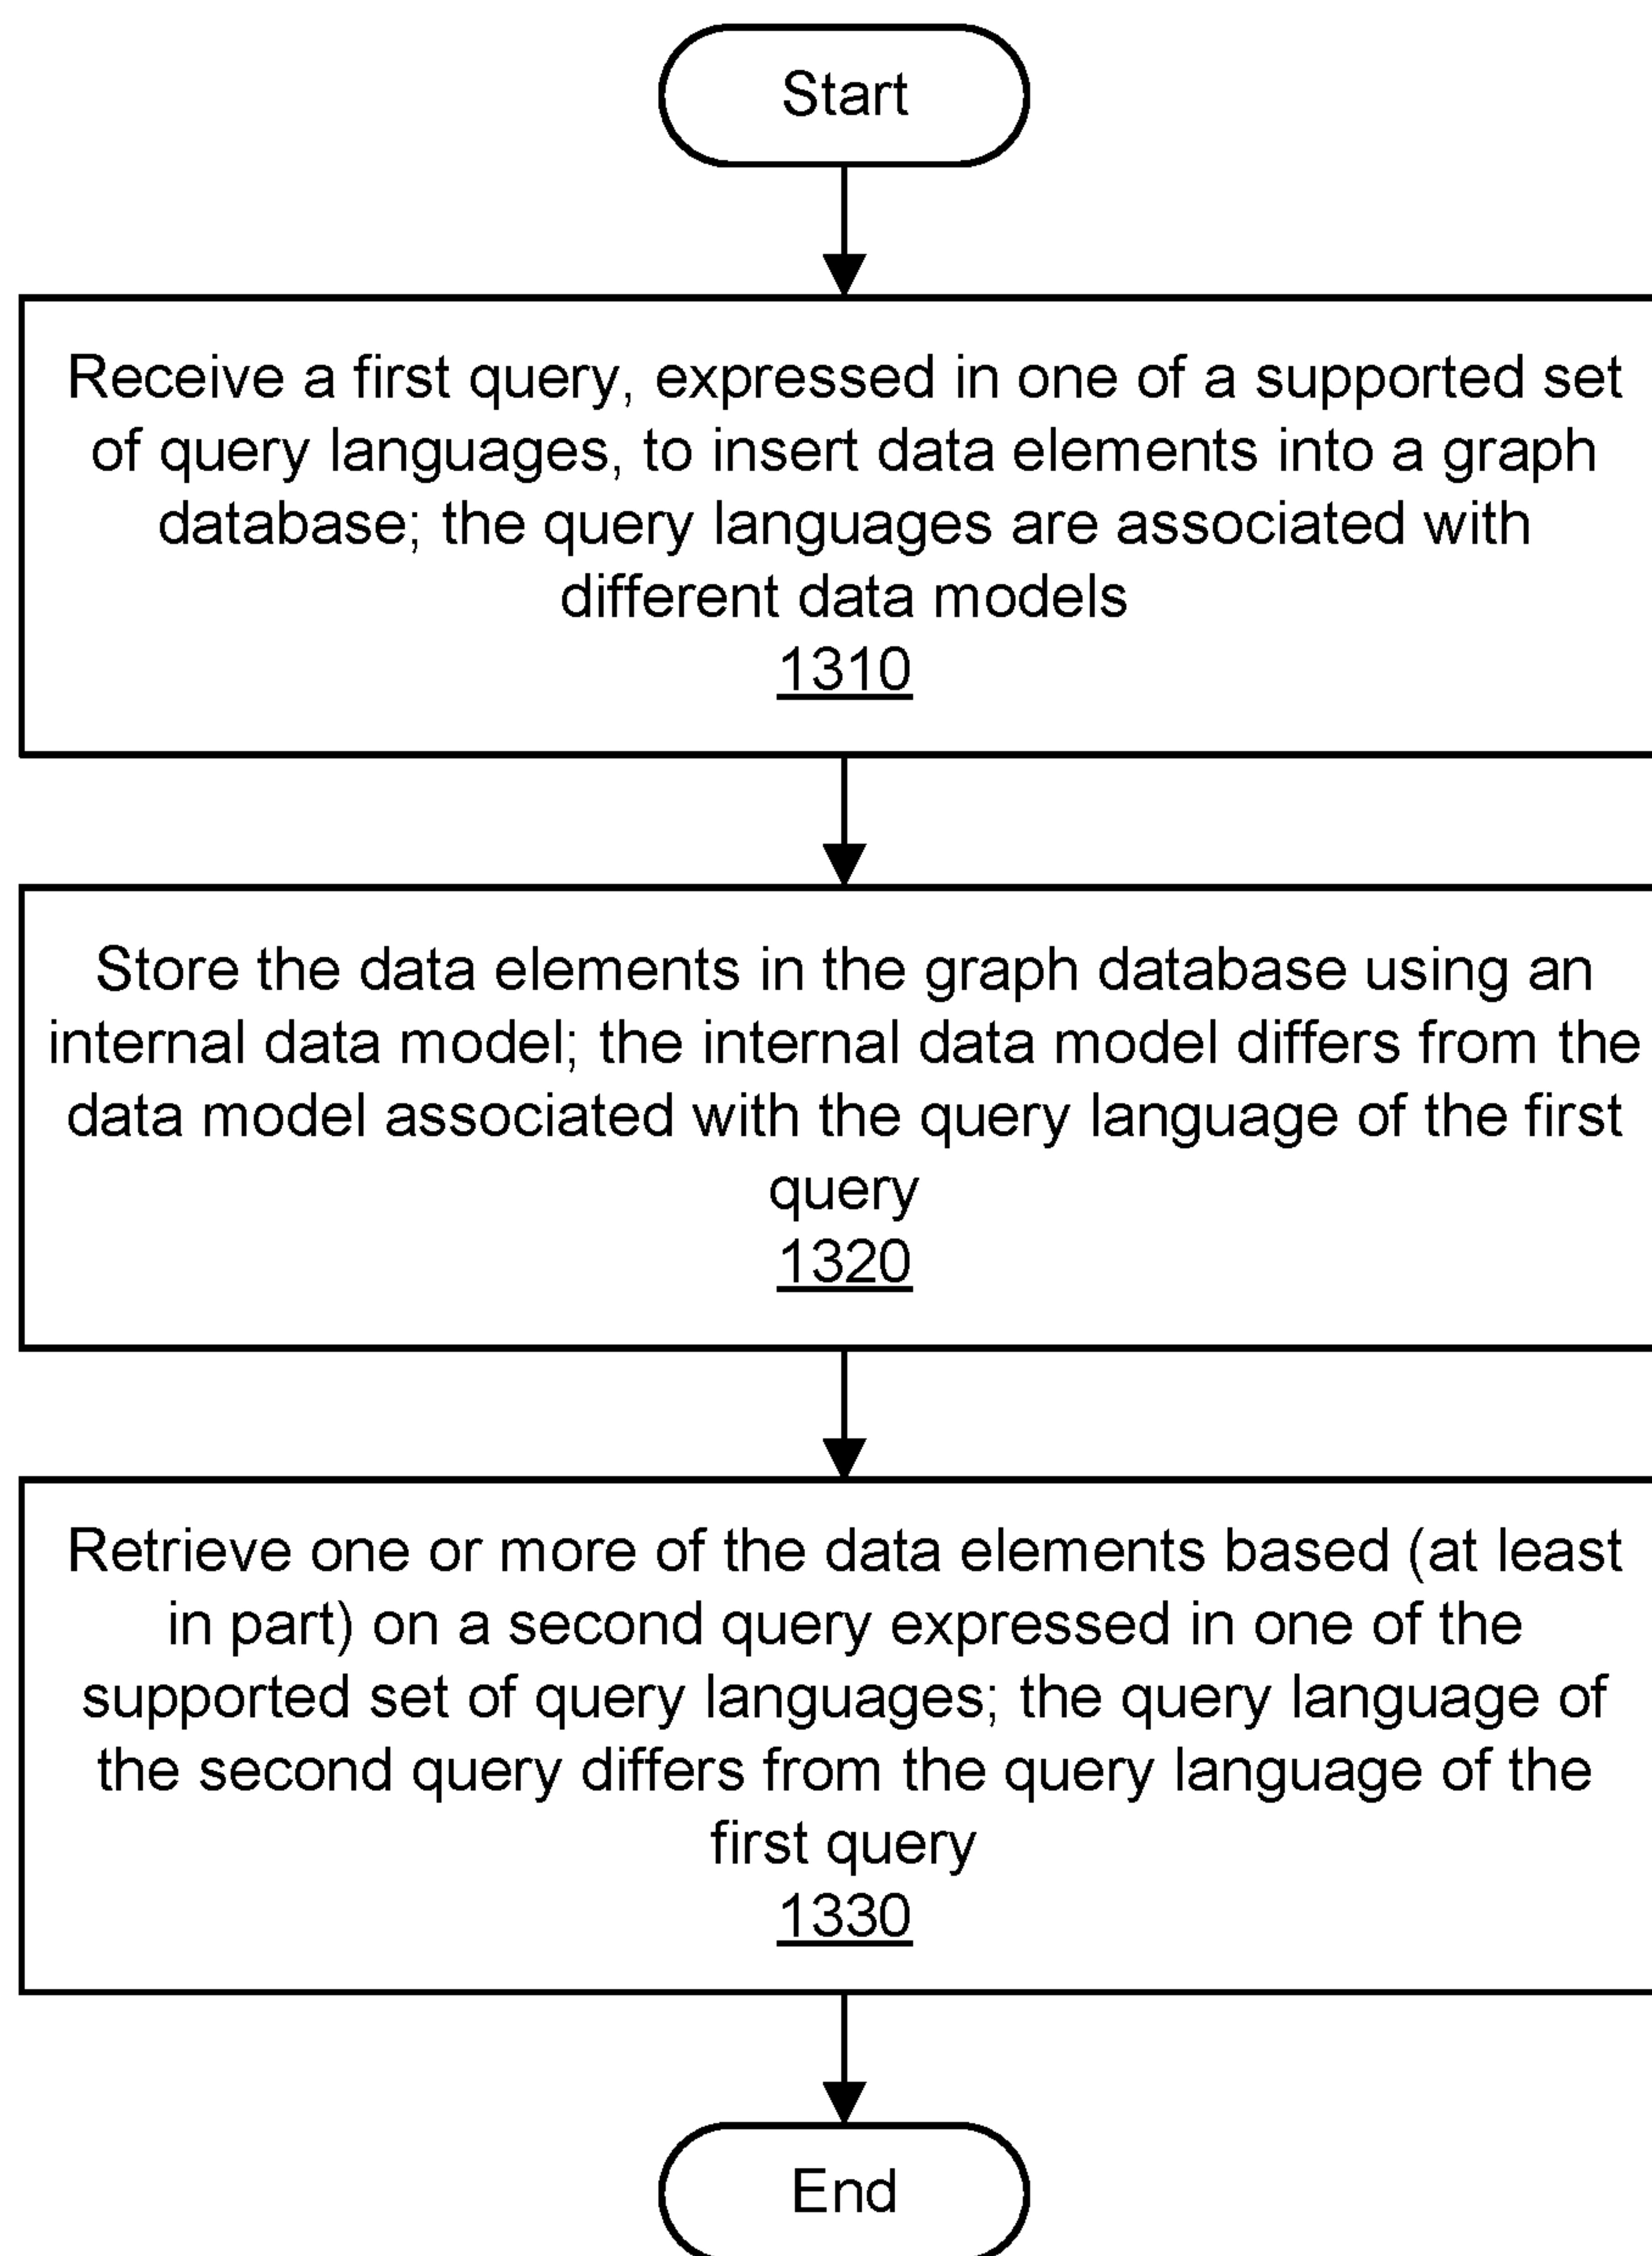 Start
Receive a first query, expressed in one of a supported set
of query languages, to insert data elements into a graph
database; the query languages are associated with
different data models
1310
Store the data elements in the graph database using an
internal data model; the internal data model differs from the
data model associated with the query language of the first
query
1320
Retrieve one or more of the data elements based (at least
in part) on a second query expressed in one of the
supported set of query languages; the query language of
the second query differs from the query language of the
first query
1330
End